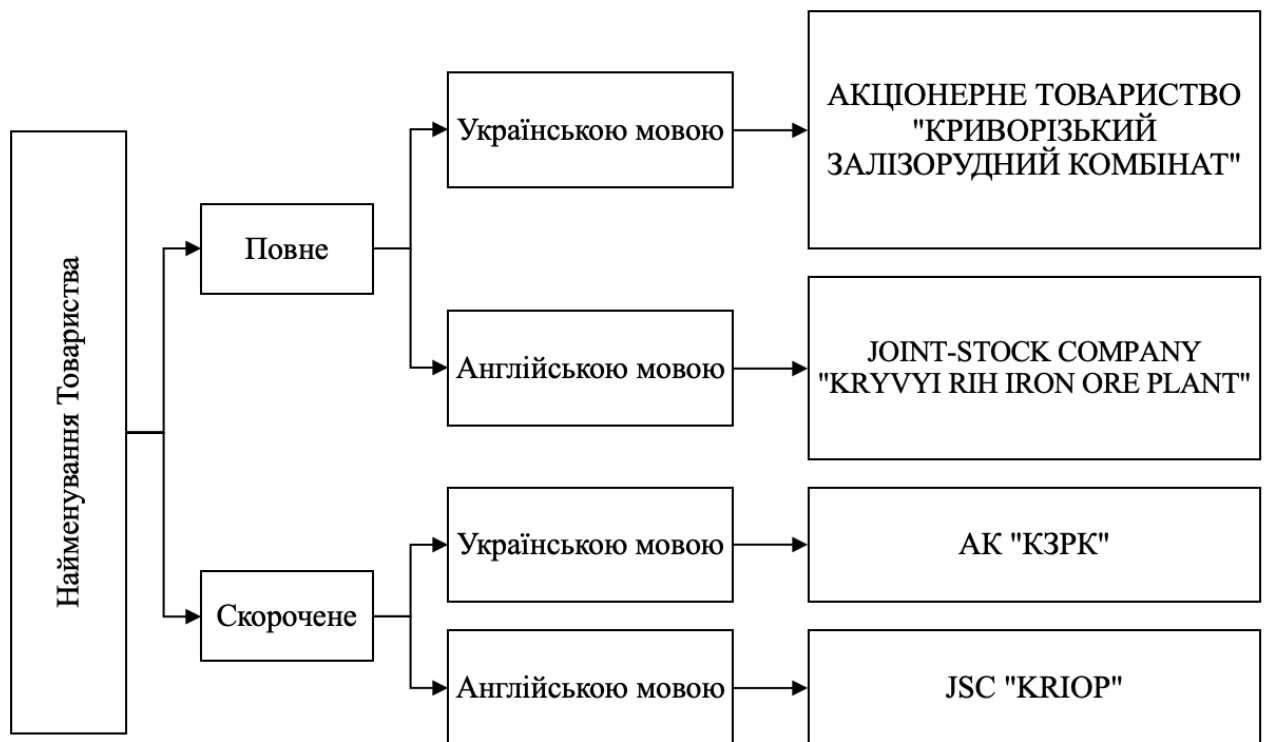 Найменування Товариства
Повне
Українською мовою
АКЦІОНЕРНЕ ТОВАРИСТВО
"КРИВОРІЗЬКИЙ
ЗАЛІЗОРУДНИЙ КОМБІНАТ"
Англійською мовою
JOINT-STOCK COMPANY
"KRYVYI RIH IRON ORE PLANT"
Скорочене
Українською мовою
АК "КЗРК"
Англійською мовою
JSC "KRIOP"